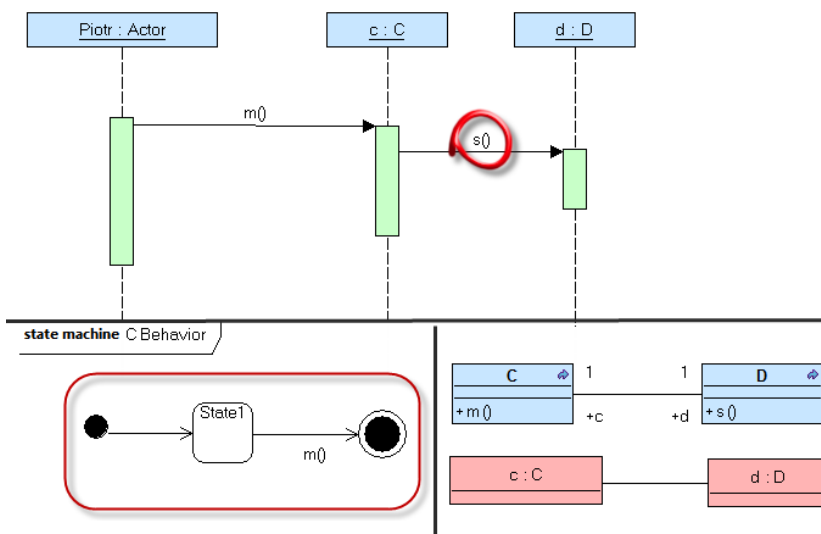 Piotr : Actor
c : C
d : D
m()
s()
state machine C Behavior
State1
m()
C
+m()
1
1
+c
+d
D
+s()
c : C
d : D